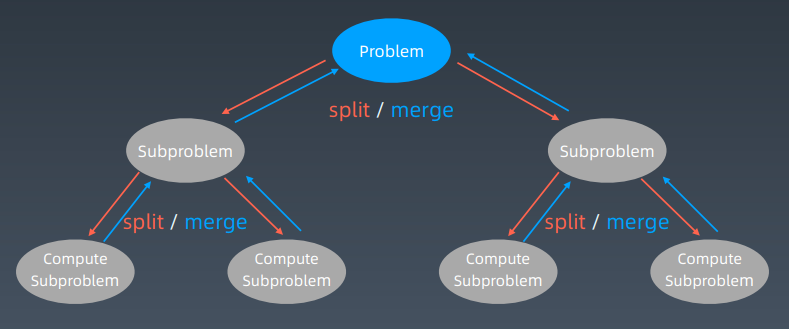 Problem
split / merge
Subproblem
Subproblem
split / merge
split / merge
Compute
Subproblem
Compute
Subproblem
Compute
Subproblem
Compute
Subproblem